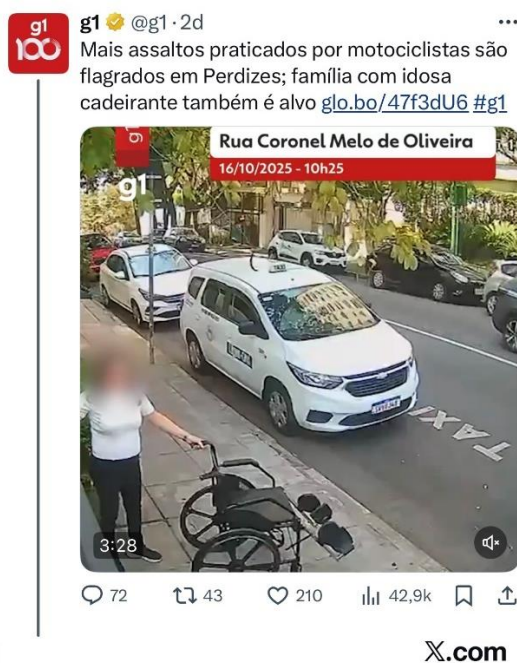 g1
100
g1 @g1 · 2d
Mais assaltos praticados por motociclistas são
flagrados em Perdizes; família com idosa
cadeirante também é alvo glo.bo/47f3dU6 #g1
g1
g1
Rua Coronel Melo de Oliveira
16/10/2025 - 10h25
TAXI
TAXI
3:28
72
43
210
42,9k
X.com